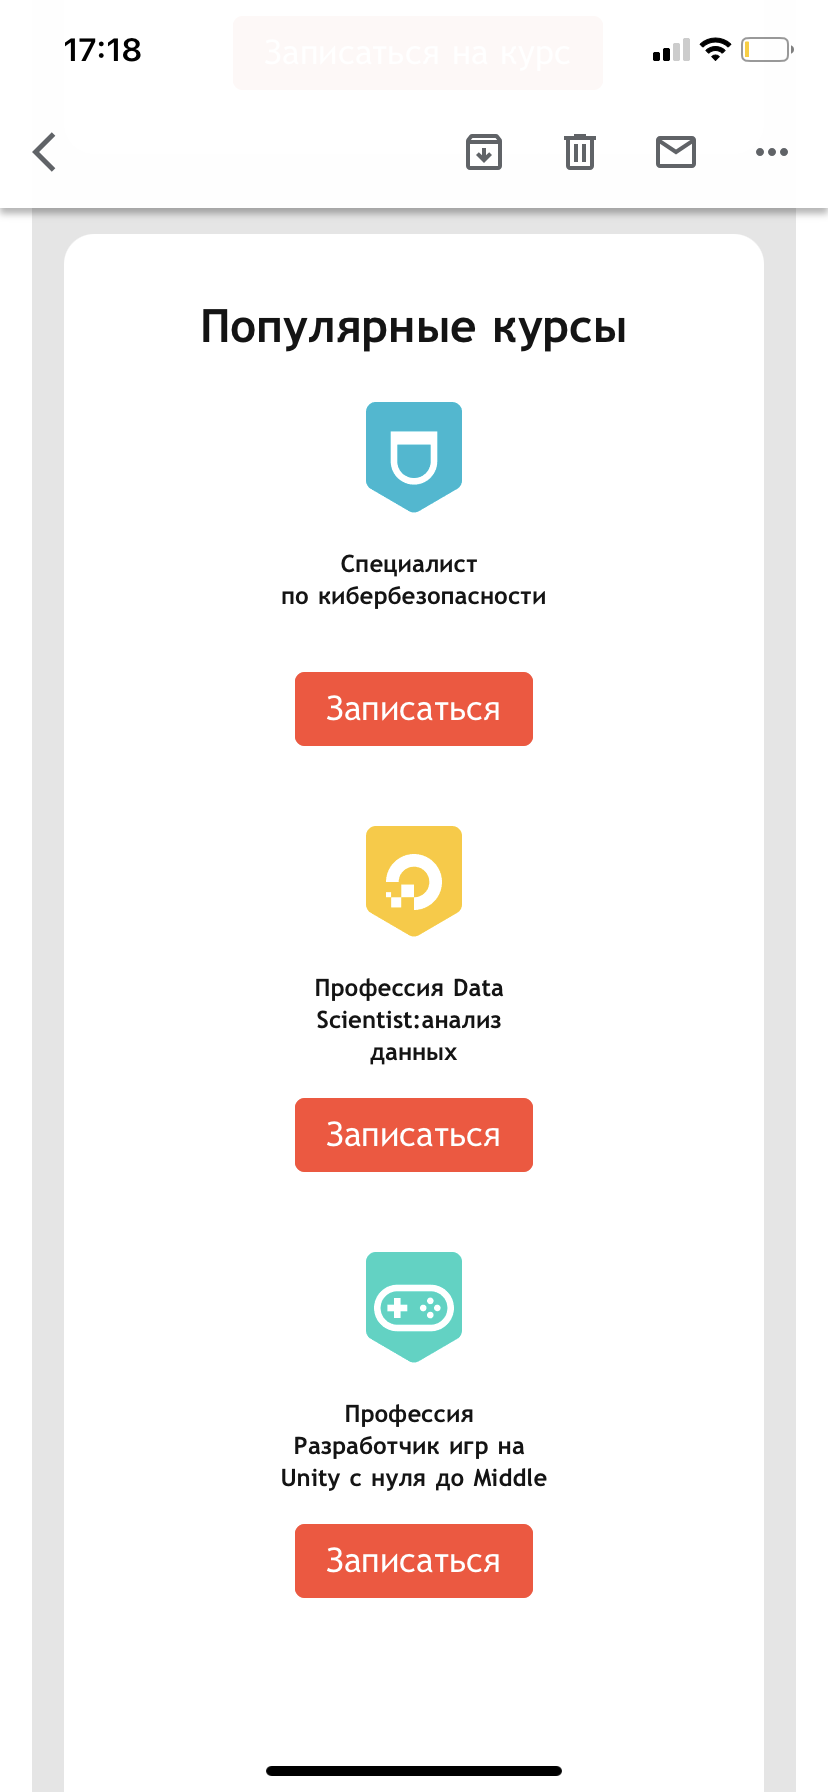 17:18
Записаться на курс
Популярные курсы
Специалист
по кибербезопасности
Записаться
Профессия Data
Scientist:анализ
данных
Записаться
Профессия
Разработчик игр на
Unity с нуля до Middle
Записаться